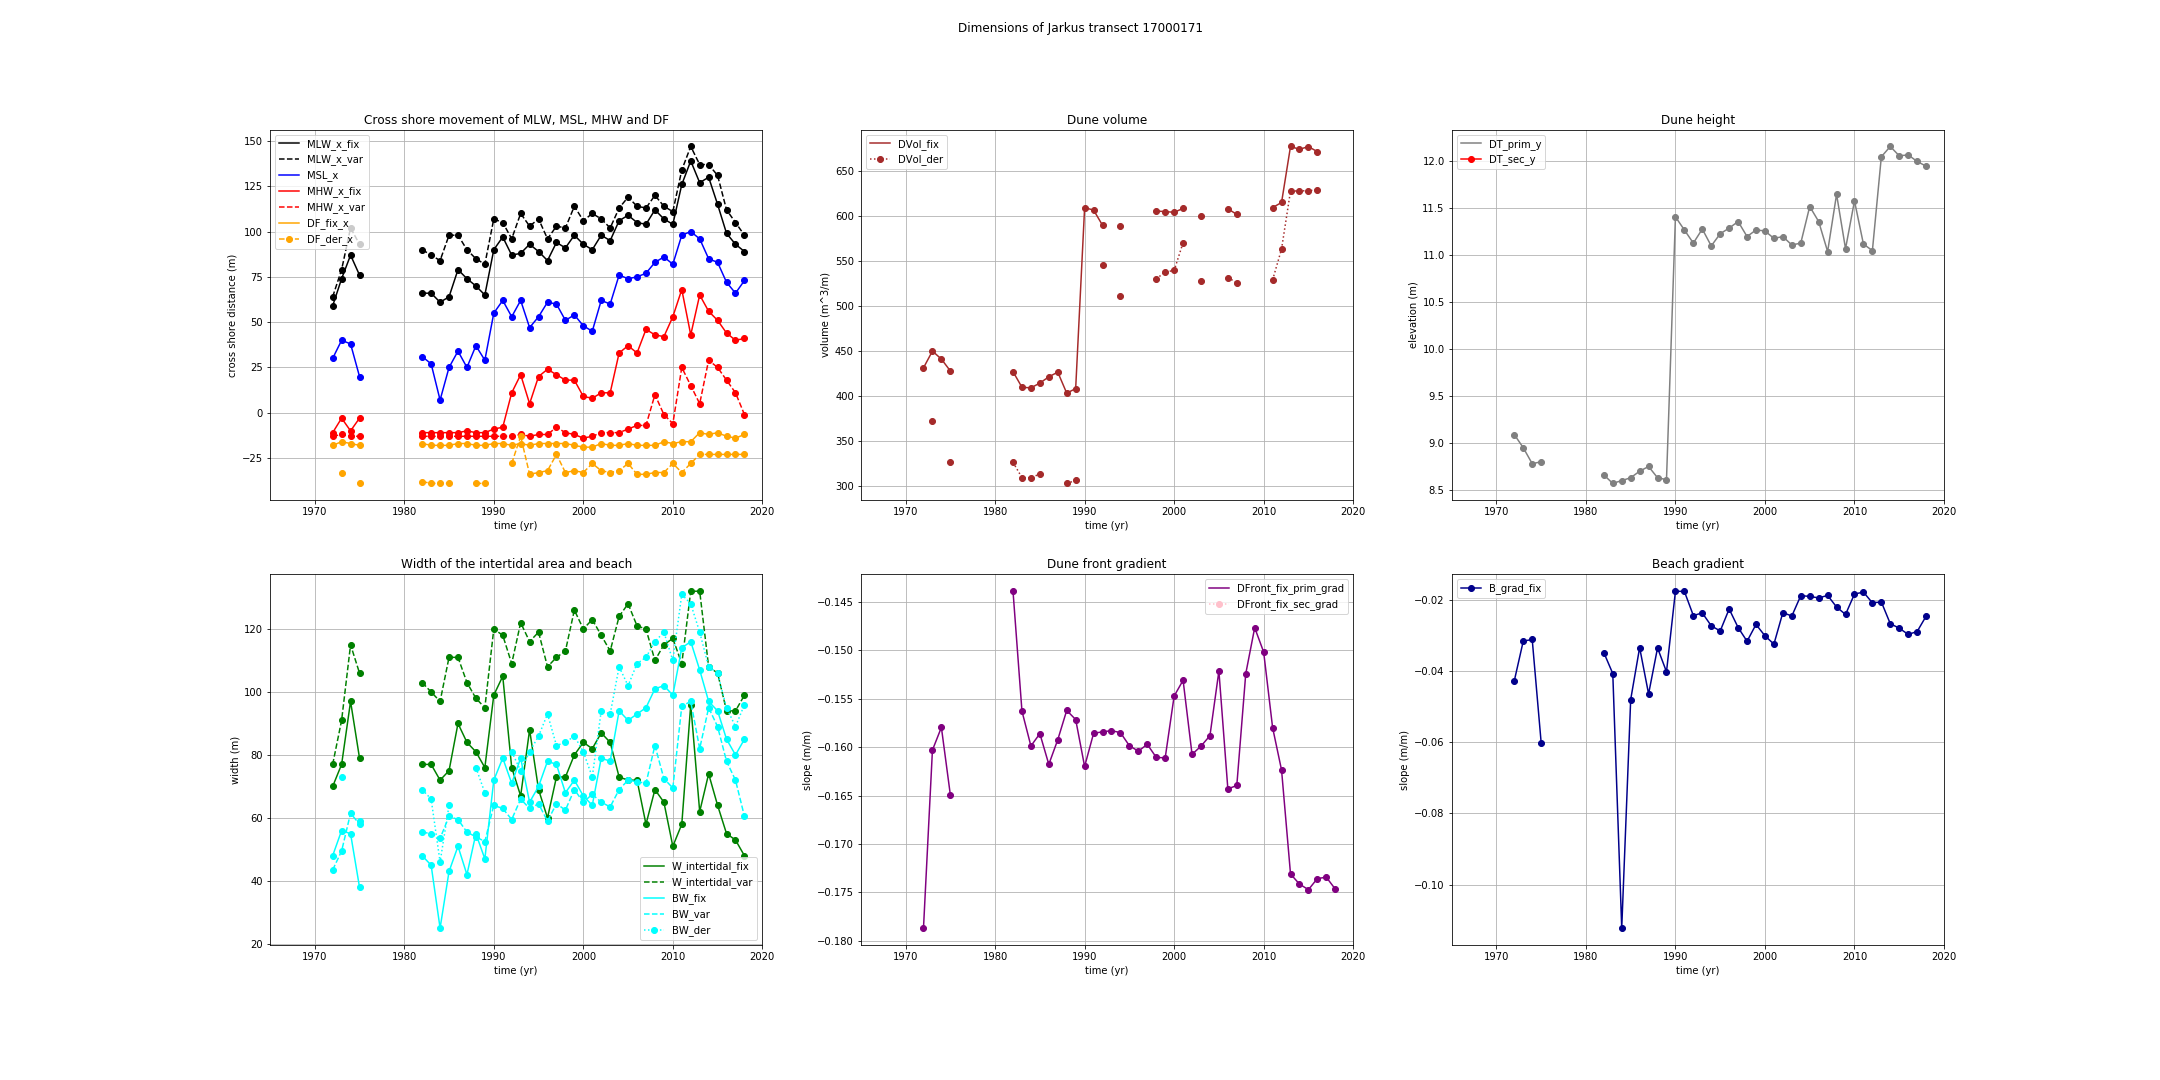 Dimensions of Jarkus transect 17000171
Cross shore movement of MLW, MSL, MHW and DF
MLW_x_fix
MLW_x_var
MSL_x
MHW_x_fix
MHW_x_var
DF_fix_x
DF_der_x
150
125
100
75
50
25
0
−25
cross shore distance (m)
1970 1980 1990 2000 2010 2020
time (yr)
Dune volume
DVol_fix
DVol_der
650
600
550
500
450
400
350
300
volume (m^3/m)
1970 1980 1990 2000 2010 2020
time (yr)
Dune height
DT_prim_y
DT_sec_y
12.0
11.5
11.0
10.5
10.0
9.5
9.0
8.5
elevation (m)
1970 1980 1990 2000 2010 2020
time (yr)
Width of the intertidal area and beach
120
100
80
60
40
20
width (m)
W_intertidal_fix
W_intertidal_var
BW_fix
BW_var
BW_der
1970 1980 1990 2000 2010 2020
time (yr)
Dune front gradient
DFront_fix_prim_grad
DFront_fix_sec_grad
−0.145
−0.150
−0.155
−0.160
−0.165
−0.170
−0.175
−0.180
slope (m/m)
1970 1980 1990 2000 2010 2020
time (yr)
Beach gradient
B_grad_fix
−0.02
−0.04
−0.06
−0.08
−0.10
slope (m/m)
1970 1980 1990 2000 2010 2020
time (yr)